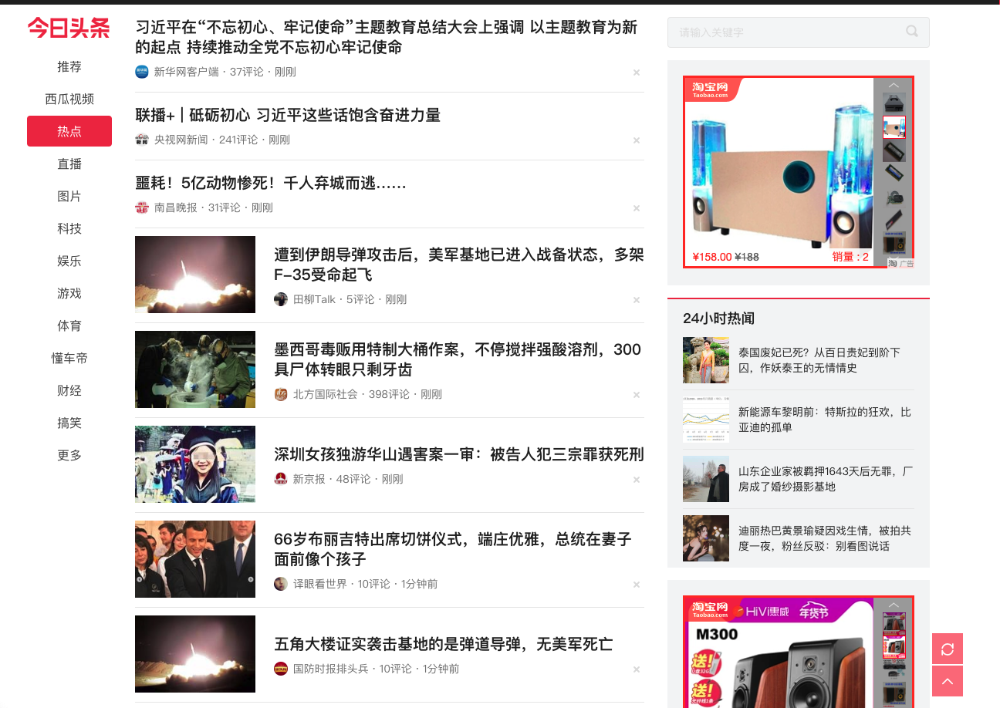 今日头条
推荐
西瓜视频
热点
直播
图片
科技
娱乐
游戏
体育
懂车帝
财经
搞笑
更多
习近平在“不忘初心、牢记使命”主题教育总结大会上强调 以主题教育为新
的起点 持续推动全党不忘初心牢记使命
新华网客户端 · 37评论 · 刚刚
联播+ | 砥砺初心 习近平这些话饱含奋进力量
央视网新闻 · 241评论 · 刚刚
噩耗！5亿动物惨死！千人弃城而逃……
南昌晚报 · 31评论 · 刚刚
遭到伊朗导弹攻击后，美军基地已进入战备状态，多架
F-35受命起飞
田柳Talk · 5评论 · 刚刚
墨西哥毒贩用特制大桶作案，不停搅拌强酸溶剂，300
具尸体转眼只剩牙齿
北方国际社会 · 398评论 · 刚刚
深圳女孩独游华山遇害案一审：被告人犯三宗罪获死刑
新京报 · 48评论 · 刚刚
66岁布丽吉特出席切饼仪式，端庄优雅，总统在妻子
面前像个孩子
译眼看世界 · 10评论 · 1分钟前
五角大楼证实袭击基地的是弹道导弹，无美军死亡
国防时报排头兵 · 10评论 · 1分钟前
请输入关键字
淘宝网
Taobao.com
¥158.00 ¥188 销量 : 2
淘 广告
24小时热闻
泰国废妃已死？从百日贵妃到阶下
囚，作妖泰王的无情情史
新能源车黎明前：特斯拉的狂欢，比
亚迪的孤单
山东企业家被羁押1643天后无罪，厂
房成了婚纱摄影基地
迪丽热巴黄景瑜疑因戏生情，被拍共
度一夜，粉丝反驳：别看图说话
淘宝网
Taobao.com
HiVi惠威 年货节
M300
送!
U盘32G
送!
光纤线1条